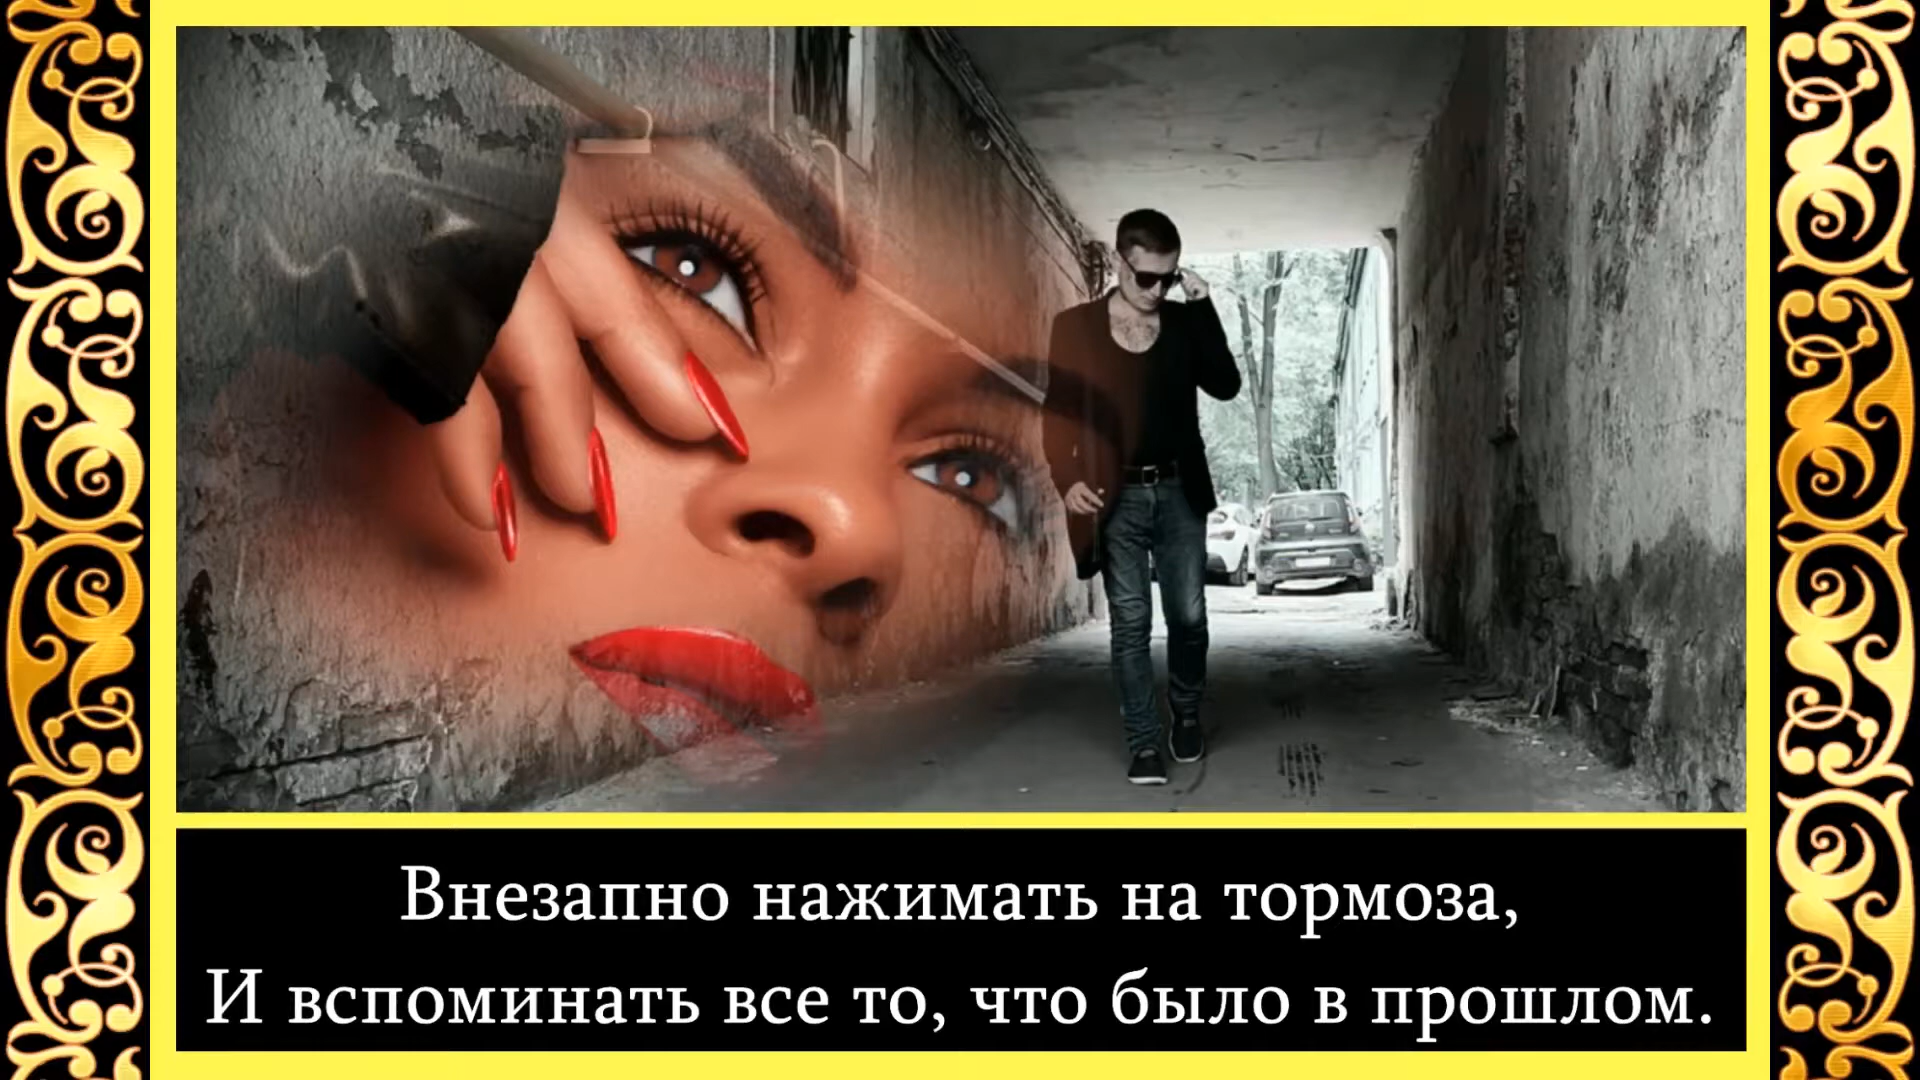 Внезапно нажимать на тормоза,
И вспоминать все то, что было в прошлом.